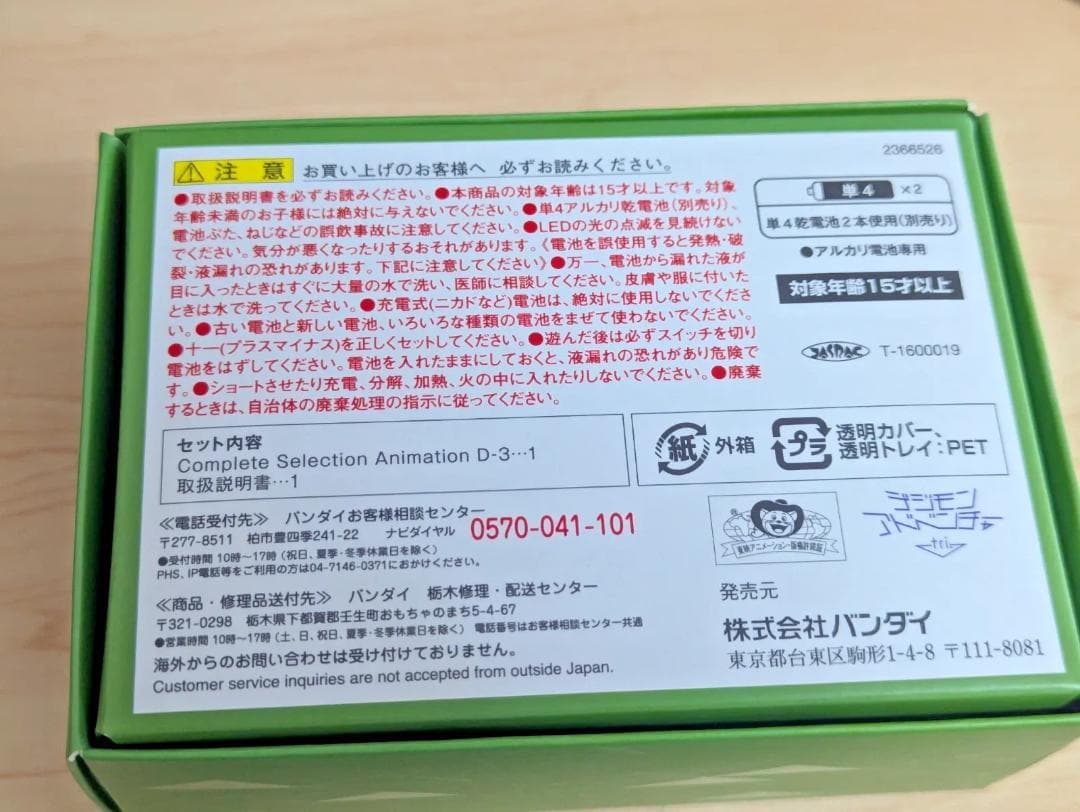 2366526
注意 お買い上げのお客様へ 必ずお読みください。
●取扱説明書を必ずお読みください。●本商品の対象年齢は15才以上です。対象
年齢未満のお子様には絶対に与えないでください。●単4アルカリ乾電池(別売り)、
電池ぶた、ねじなどの誤飲事故に注意してください。●LEDの光の点滅を見続けない
でください。気分が悪くなったりするおそれがあります。《電池を誤使用すると発熱・破
裂・液漏れの恐れがあります。下記に注意してください》●万一、電池から漏れた液が
目に入ったときはすぐに大量の水で洗い、医師に相談してください。皮膚や服に付いた
ときは水で洗ってください。●充電式(ニカドなど)電池は、絶対に使用しないでくださ
い。●古い電池と新しい電池、いろいろな種類の電池をまぜて使わないでください。
●+−(プラスマイナス)を正しくセットしてください。●遊んだ後は必ずスイッチを切り
電池をはずしてください。電池を入れたままにしておくと、液漏れの恐れがあり危険で
す。●ショートさせたり充電、分解、加熱、火の中に入れたりしないでください。●廃棄
するときは、自治体の廃棄処理の指示に従ってください。
単4 ×2
単4乾電池2本使用(別売り)
●アルカリ電池専用
対象年齢15才以上
JASRAC T-1600019
セット内容
Complete Selection Animation D-3…1
取扱説明書…1
紙 外箱
プラ 透明カバー、
透明トレイ:PET
≪電話受付先≫ バンダイお客様相談センター
〒277-8511 柏市豊四季241-22 ナビダイヤル 0570-041-101
●受付時間 10時〜17時(祝日、夏季・冬季休業日を除く)
PHS、IP電話等をご利用の方は04-7146-0371におかけください。
≪商品・修理品送付先≫ バンダイ 栃木修理・配送センター
〒321-0298 栃木県下都賀郡壬生町おもちゃのまち5-4-67
●営業時間 10時〜17時(土、日、祝日、夏季・冬季休業日を除く) 電話番号はお客様相談センター共通
海外からのお問い合わせは受け付けておりません。
Customer service inquiries are not accepted from outside Japan.
東映アニメーション・版権許諾証
デジモン
アドベンチャー
tri.
発売元
株式会社バンダイ
東京都台東区駒形1-4-8 〒111-8081